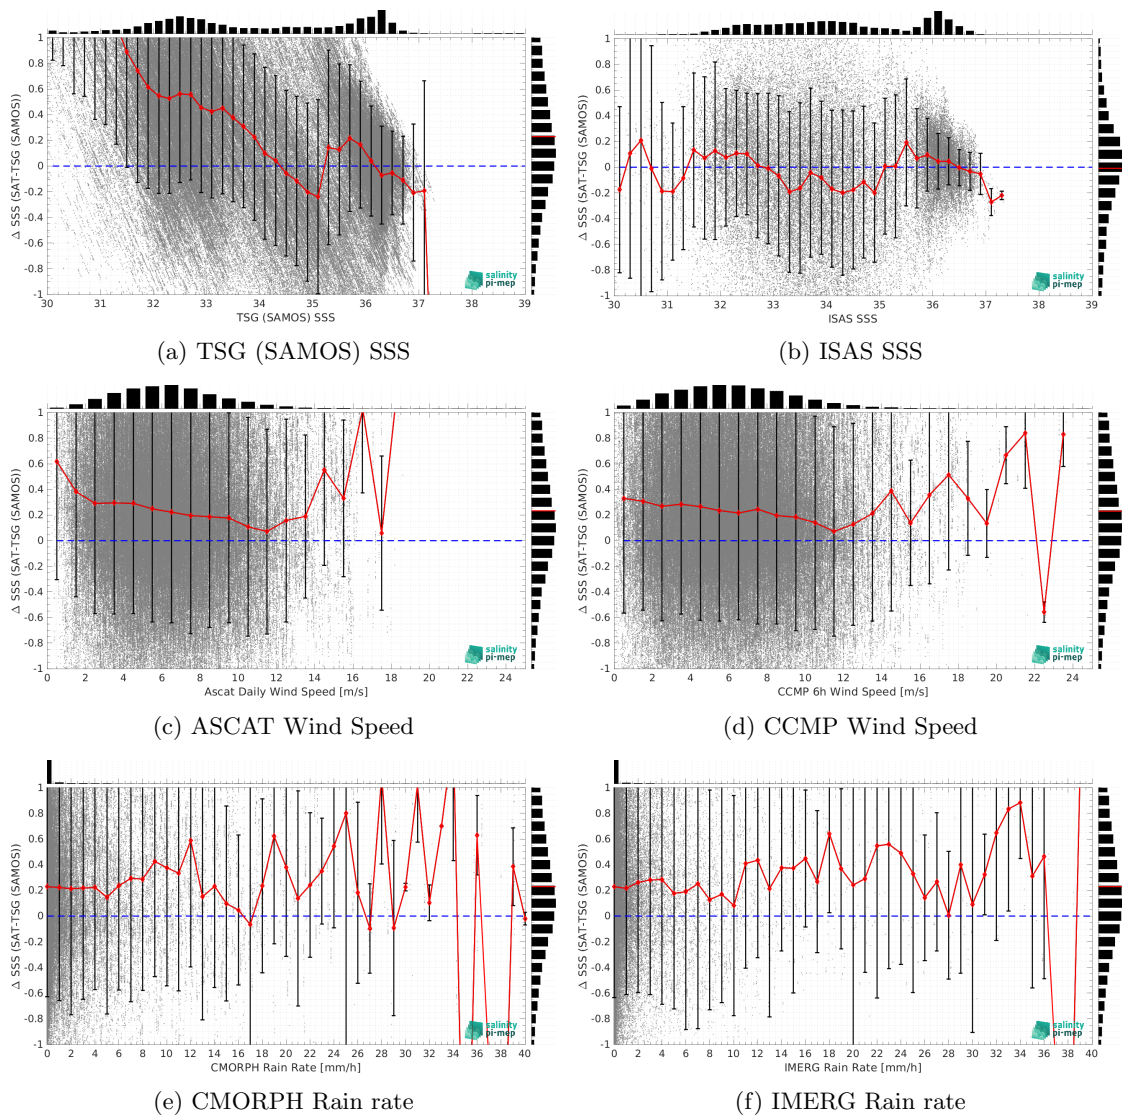 1
0.8
0.6
0.4
0.2
0
-0.2
-0.4
-0.6
-0.8
-1
Δ SSS (SAT-TSG (SAMOS))
30 31 32 33 34 35 36 37 38 39
TSG (SAMOS) SSS
salinity
pi-mep
(a) TSG (SAMOS) SSS
1
0.8
0.6
0.4
0.2
0
-0.2
-0.4
-0.6
-0.8
-1
Δ SSS (SAT-TSG (SAMOS))
30 31 32 33 34 35 36 37 38 39
ISAS SSS
salinity
pi-mep
(b) ISAS SSS
1
0.8
0.6
0.4
0.2
0
-0.2
-0.4
-0.6
-0.8
-1
Δ SSS (SAT-TSG (SAMOS))
0 2 4 6 8 10 12 14 16 18 20 22 24
Ascat Daily Wind Speed [m/s]
salinity
pi-mep
(c) ASCAT Wind Speed
1
0.8
0.6
0.4
0.2
0
-0.2
-0.4
-0.6
-0.8
-1
Δ SSS (SAT-TSG (SAMOS))
0 2 4 6 8 10 12 14 16 18 20 22 24
CCMP 6h Wind Speed [m/s]
salinity
pi-mep
(d) CCMP Wind Speed
1
0.8
0.6
0.4
0.2
0
-0.2
-0.4
-0.6
-0.8
-1
Δ SSS (SAT-TSG (SAMOS))
0 2 4 6 8 10 12 14 16 18 20 22 24 26 28 30 32 34 36 38 40
CMORPH Rain Rate [mm/h]
salinity
pi-mep
(e) CMORPH Rain rate
1
0.8
0.6
0.4
0.2
0
-0.2
-0.4
-0.6
-0.8
-1
Δ SSS (SAT-TSG (SAMOS))
0 2 4 6 8 10 12 14 16 18 20 22 24 26 28 30 32 34 36 38 40
IMERG Rain Rate [mm/h]
salinity
pi-mep
(f) IMERG Rain rate